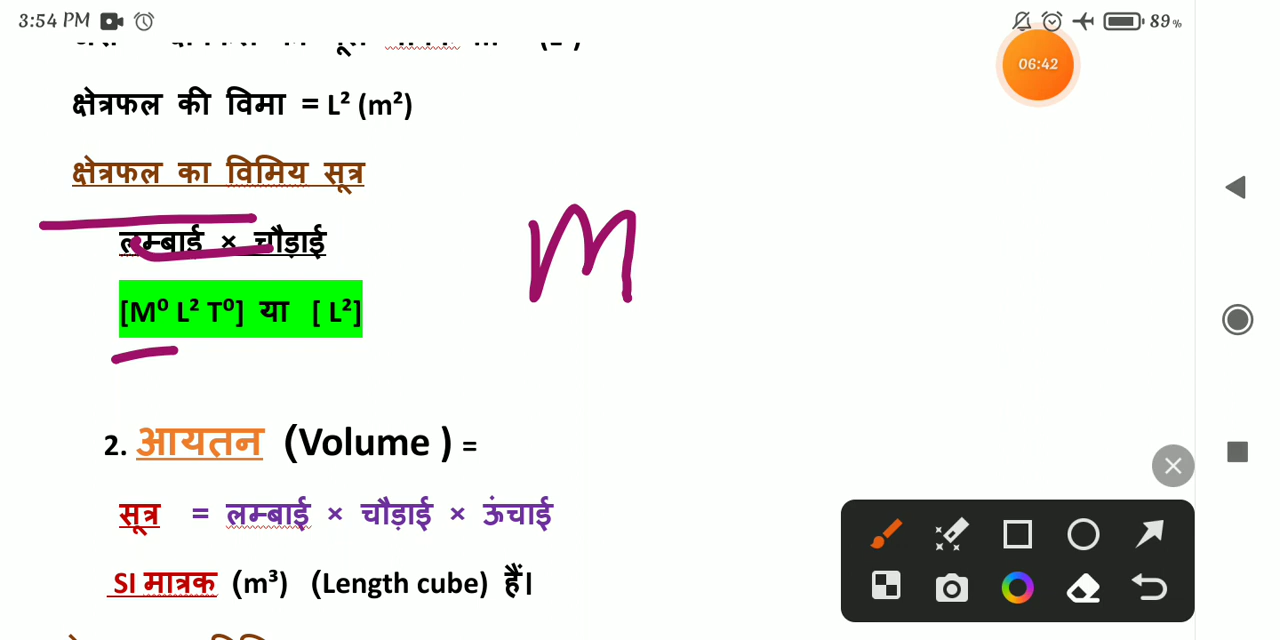 3:54 PM 89%
06:42
क्षेत्रफल की विमा = L² (m²)
क्षेत्रफल का विमिय सूत्र
लम्बाई × चौड़ाई
m
[M⁰ L² T⁰] या [ L²]
2. आयतन (Volume ) =
सूत्र = लम्बाई × चौड़ाई × ऊंचाई
SI मात्रक (m³) (Length cube) हैं।